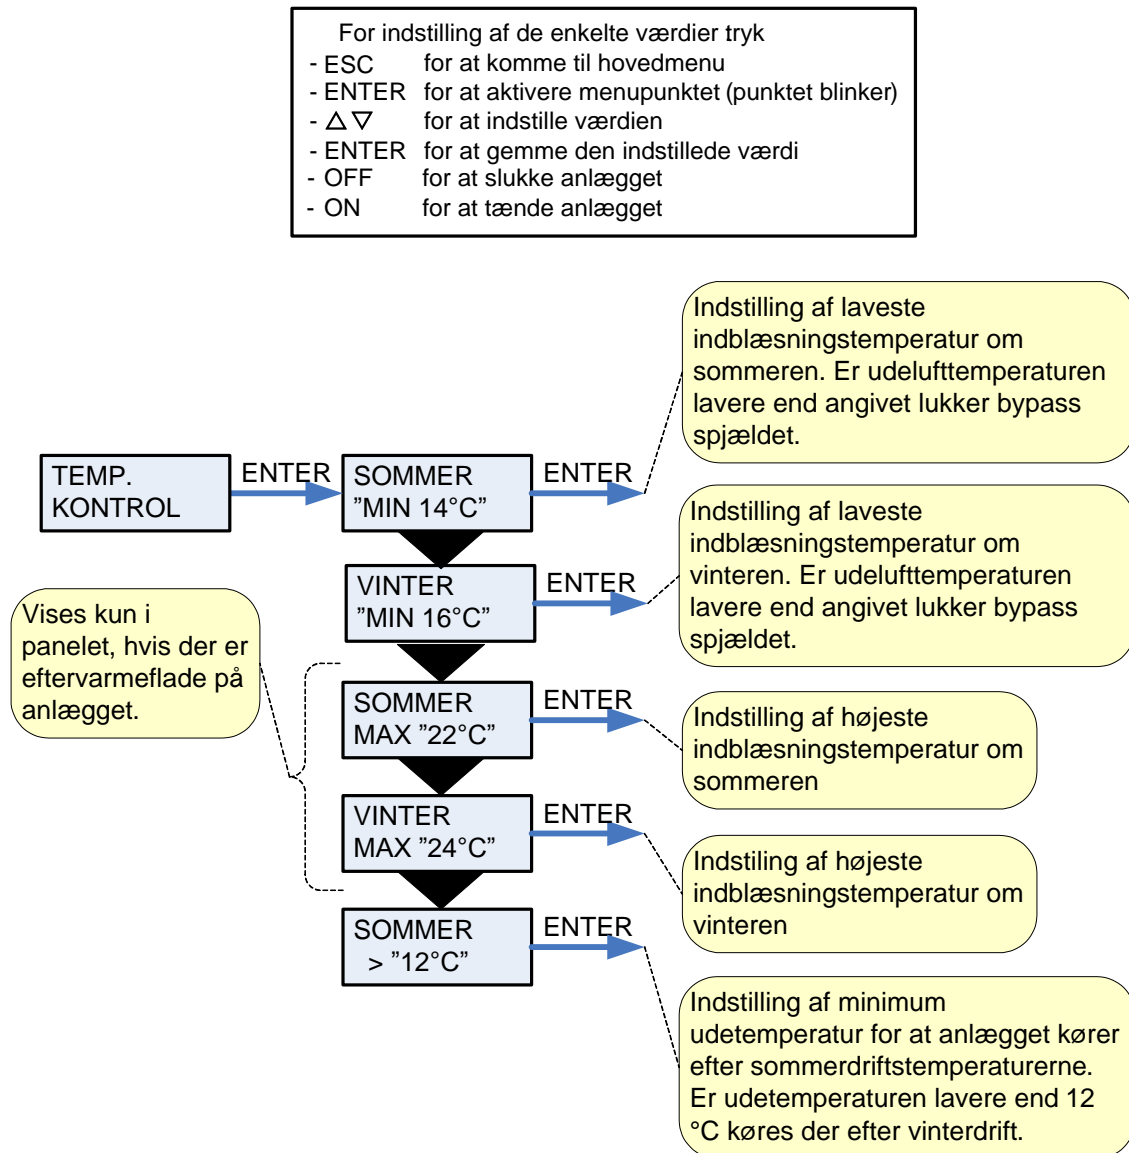 For indstilling af de enkelte værdier tryk
- ESC for at komme til hovedmenu
- ENTER for at aktivere menupunktet (punktet blinker)
- △▽ for at indstille værdien
- ENTER for at gemme den indstillede værdi
- OFF for at slukke anlægget
- ON for at tænde anlægget
Indstilling af laveste
indblæsningstemperatur om
sommeren. Er udelufttemperaturen
lavere end angivet lukker bypass
spjældet.
TEMP.
KONTROL
ENTER
SOMMER
”MIN 14°C”
ENTER
Indstilling af laveste
indblæsningstemperatur om
vinteren. Er udelufttemperaturen
lavere end angivet lukker bypass
spjældet.
VINTER
”MIN 16°C”
ENTER
Vises kun i
panelet, hvis der er
eftervarmeflade på
anlægget.
SOMMER
MAX ”22°C”
ENTER
Indstilling af højeste
indblæsningstemperatur om
sommeren
VINTER
MAX ”24°C”
ENTER
Indstiling af højeste
indblæsningstemperatur om
vinteren
SOMMER
> ”12°C”
ENTER
Indstilling af minimum
udetemperatur for at anlægget kører
efter sommerdriftstemperaturerne.
Er udetemperaturen lavere end 12
°C køres der efter vinterdrift.